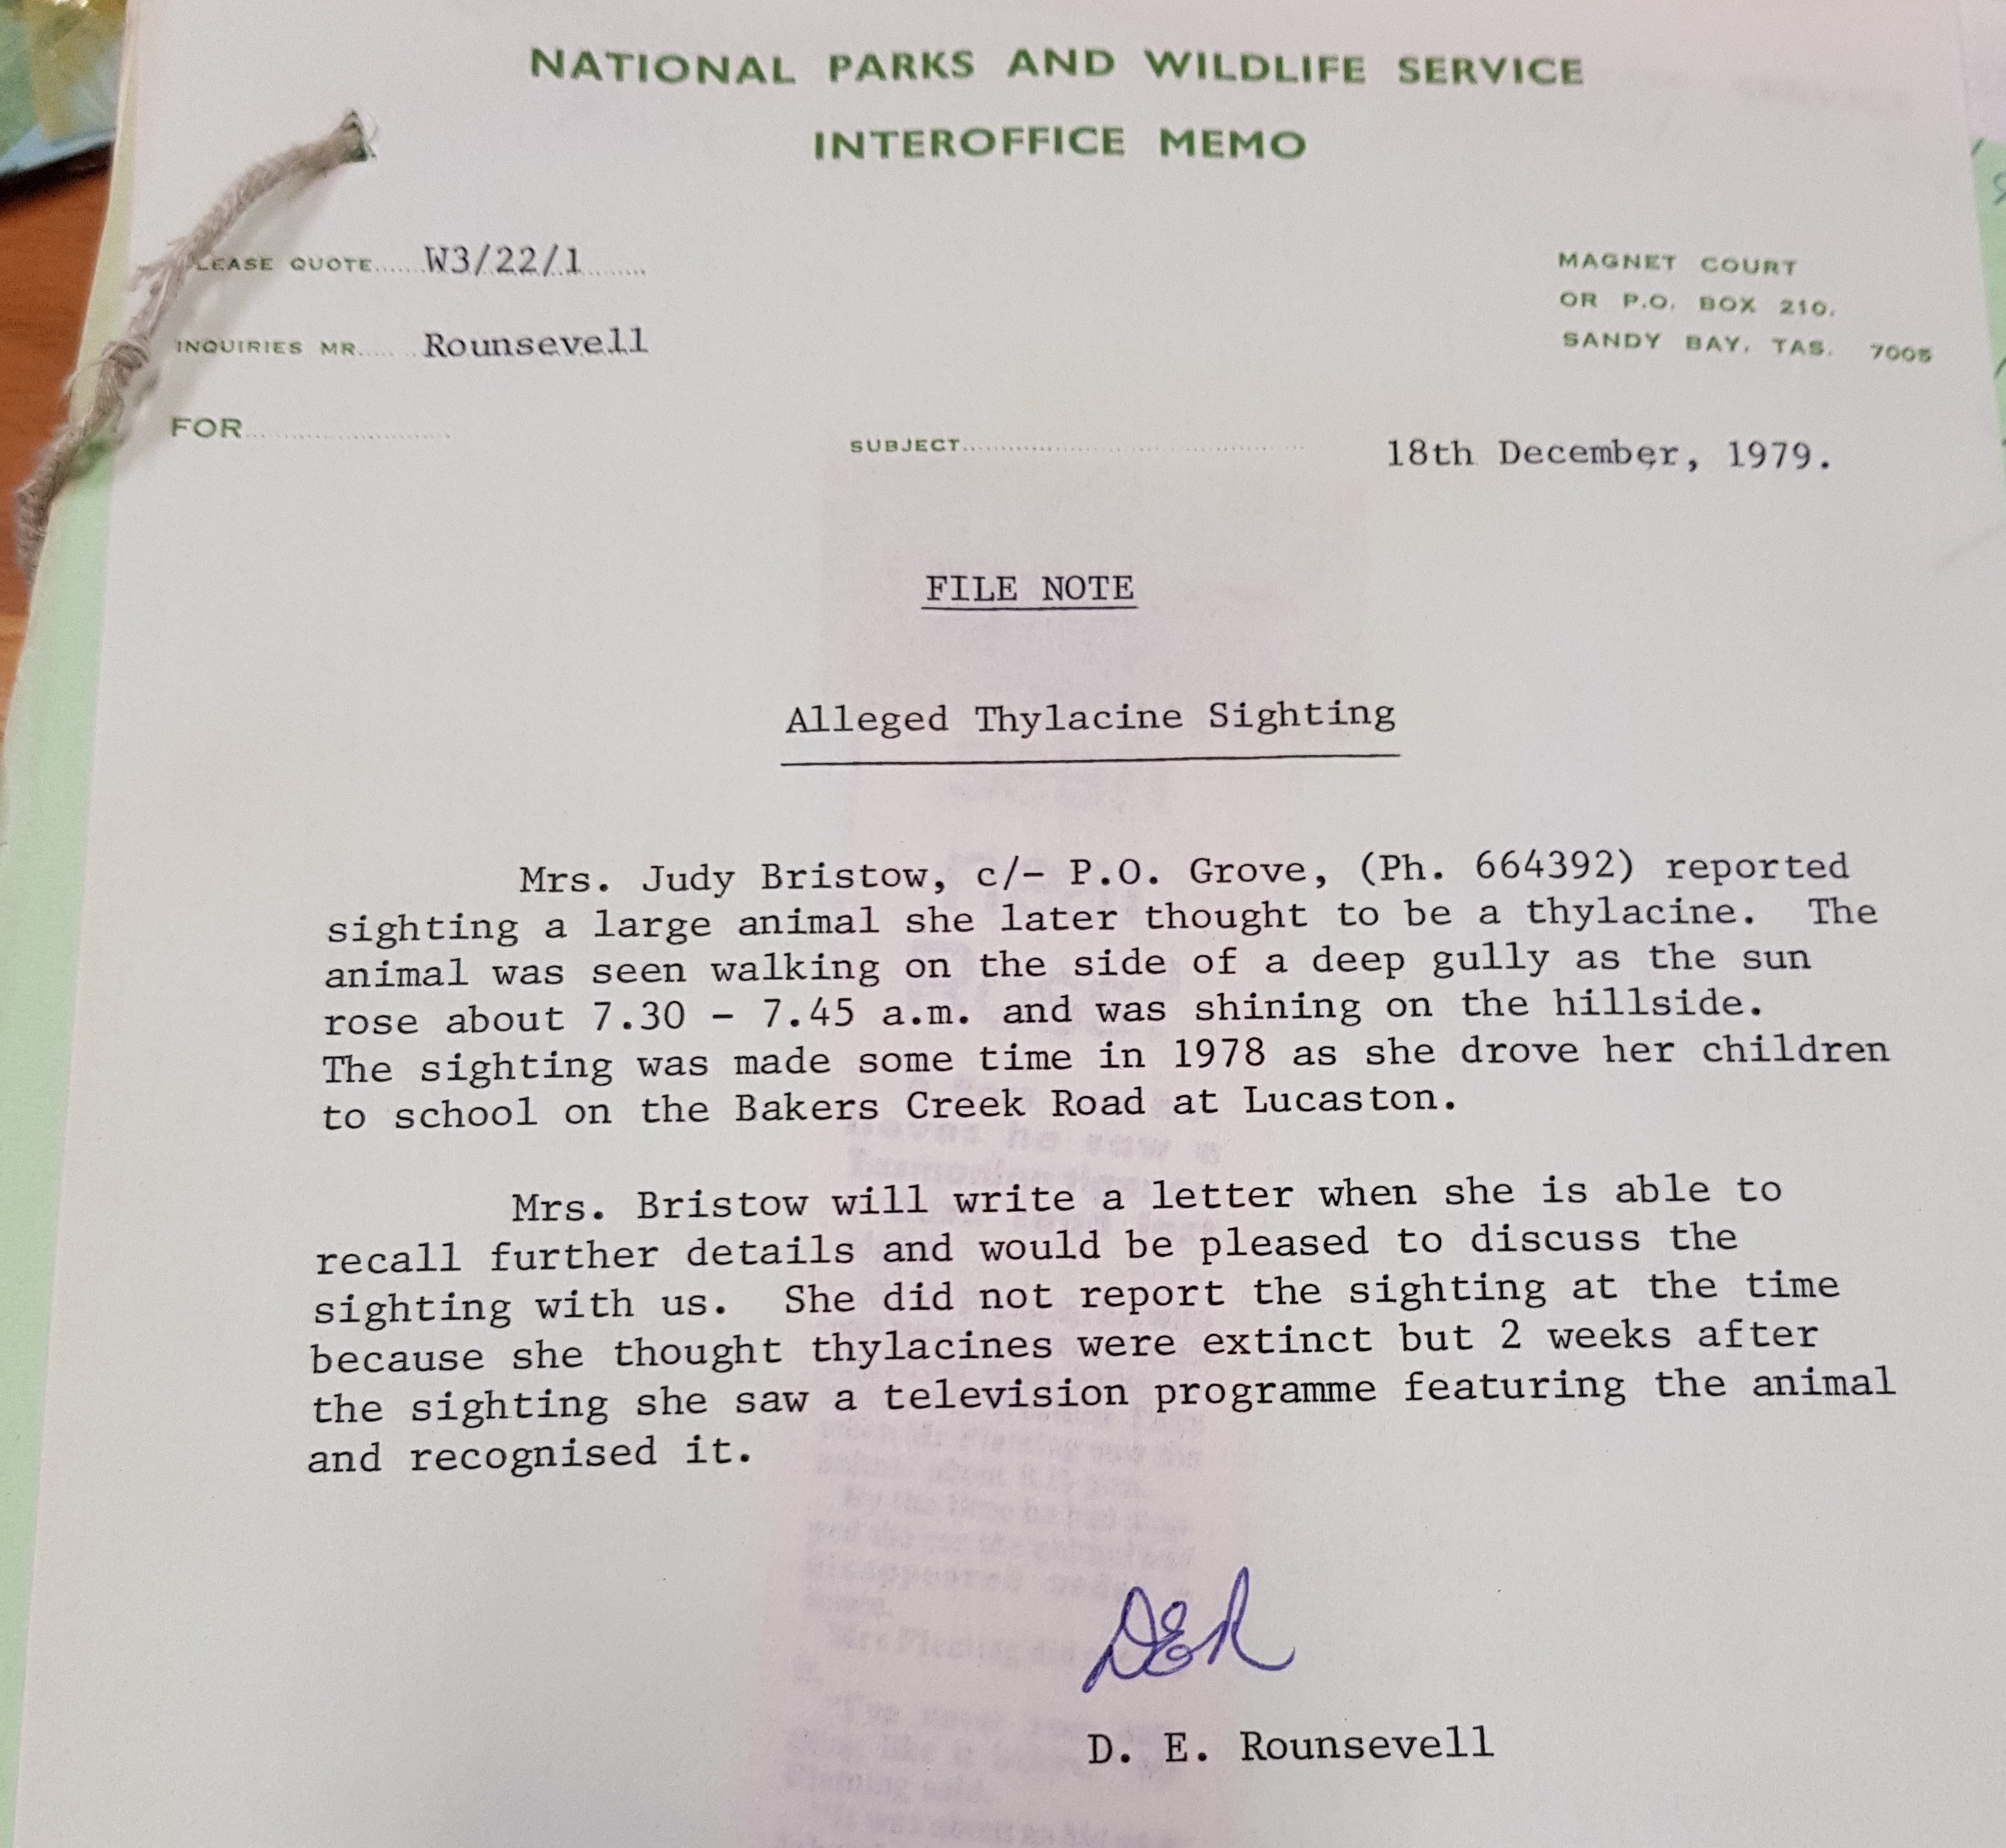 NATIONAL PARKS AND WILDLIFE SERVICE
INTEROFFICE MEMO
LEASE QUOTE...... W3/22/1
INQUIRIES MR...... Rounsevell
FOR
MAGNET COURT
OR P.O. BOX 210,
SANDY BAY, TAS. 7005
SUBJECT
18th December, 1979.
FILE NOTE
Alleged Thylacine Sighting
Mrs. Judy Bristow, c/- P.O. Grove, (Ph. 664392) reported
sighting a large animal she later thought to be a thylacine. The
animal was seen walking on the side of a deep gully as the sun
rose about 7.30 - 7.45 a.m. and was shining on the hillside.
The sighting was made some time in 1978 as she drove her children
to school on the Bakers Creek Road at Lucaston.
Mrs. Bristow will write a letter when she is able to
recall further details and would be pleased to discuss the
sighting with us. She did not report the sighting at the time
because she thought thylacines were extinct but 2 weeks after
the sighting she saw a television programme featuring the animal
and recognised it.
DER
D. E. Rounsevell